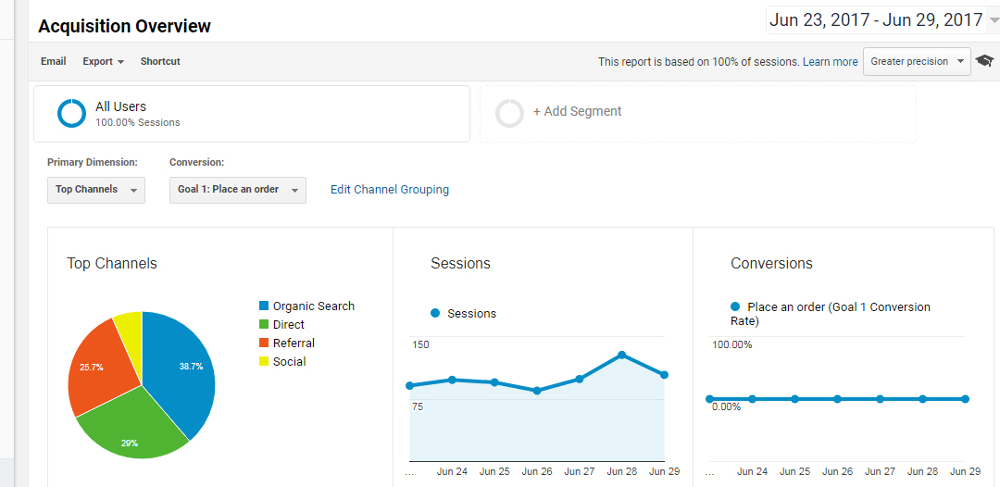 Acquisition Overview
Jun 23, 2017 - Jun 29, 2017
Email Export Shortcut
This report is based on 100% of sessions. Learn more Greater precision
All Users
100.00% Sessions
+ Add Segment
Primary Dimension: Conversion:
Top Channels Goal 1: Place an order Edit Channel Grouping
Top Channels
Organic Search
Direct
Referral
Social
38.7%
25.7%
29%
Sessions
Sessions
150
75
... Jun 24 Jun 25 Jun 26 Jun 27 Jun 28 Jun 29
Conversions
Place an order (Goal 1 Conversion
Rate)
100.00%
0.00%
... Jun 24 Jun 25 Jun 26 Jun 27 Jun 28 Jun 29